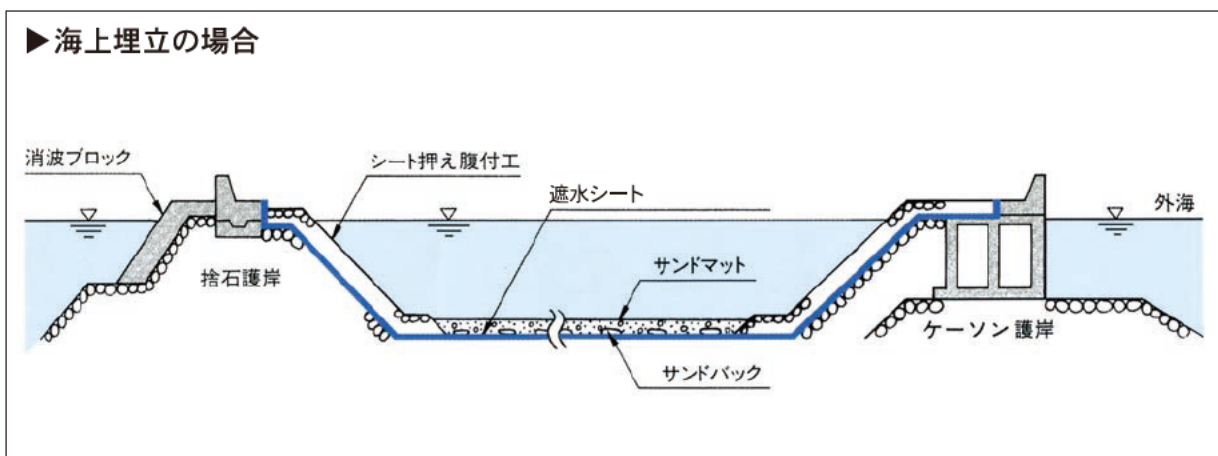 ▶海上埋立の場合
消波ブロック
シート押え腹付工
遮水シート
外海
捨石護岸
サンドマット
ケーソン護岸
サンドバック